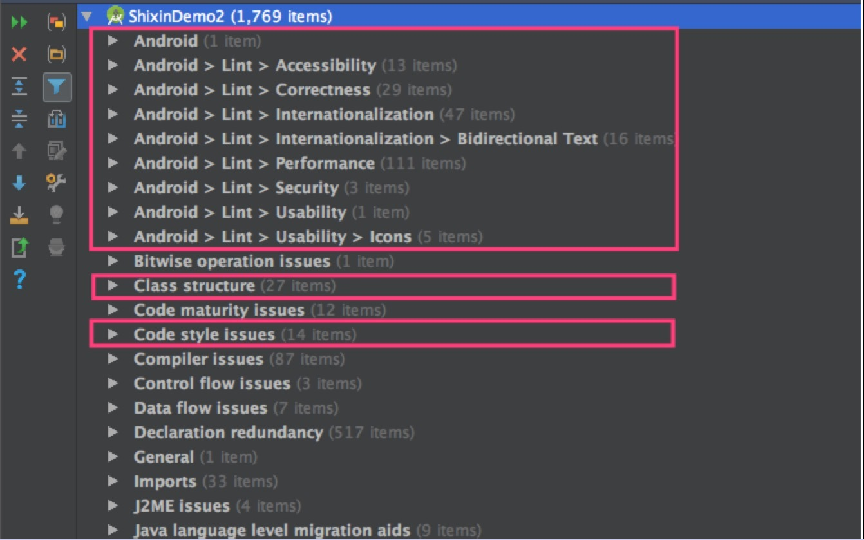 ShixinDemo2 (1,769 items)
Android (1 item)
Android > Lint > Accessibility (13 items)
Android > Lint > Correctness (29 items)
Android > Lint > Internationalization (47 items)
Android > Lint > Internationalization > Bidirectional Text (16 items
Android > Lint > Performance (111 items)
Android > Lint > Security (3 items)
Android > Lint > Usability (1 item)
Android > Lint > Usability > Icons (5 items)
Bitwise operation issues (1 item)
Class structure (27 items)
Code maturity issues (12 items)
Code style issues (14 items)
Compiler issues (87 items)
Control flow issues (3 items)
Data flow issues (7 items)
Declaration redundancy (517 items)
General (1 item)
Imports (33 items)
J2ME issues (4 items)
Java language level migration aids (9 items)